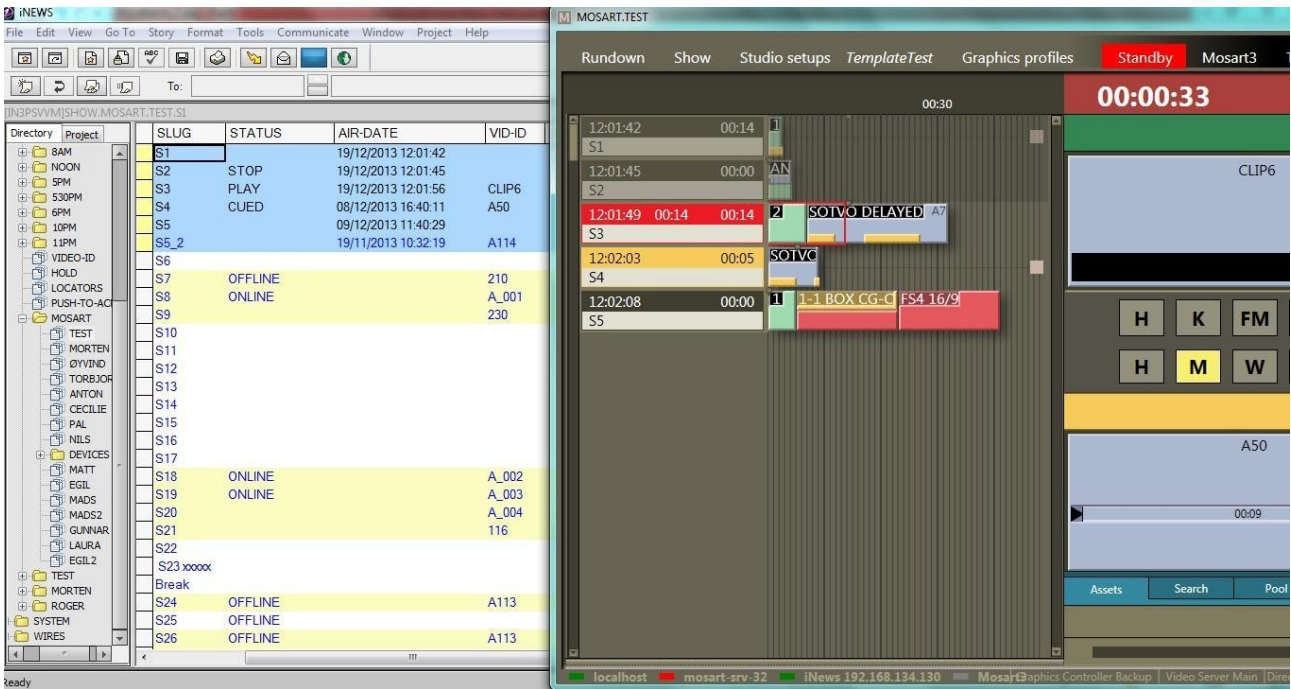 iNEWS
File Edit View Go To Story Format Tools Communicate Window Project Help
ABC
To:
[IN3PSVVM]SHOW.MOSART.TEST.S1
Directory Project
8AM
NOON
5PM
530PM
6PM
10PM
11PM
VIDEO-ID
HOLD
LOCATORS
PUSH-TO-ACT
MOSART
TEST
MORTEN
ØYVIND
TORBJOR
ANTON
CECILIE
PAL
NILS
DEVICES
MATT
EGIL
MADS
MADS2
GUNNAR
LAURA
EGIL2
TEST
MORTEN
ROGER
SYSTEM
WIRES
Ready
SLUG STATUS AIR-DATE VID-ID
S1 19/12/2013 12:01:42
S2 STOP 19/12/2013 12:01:45
S3 PLAY 19/12/2013 12:01:56 CLIP6
S4 CUED 08/12/2013 16:40:11 A50
S5 09/12/2013 11:40:29
S5_2 19/11/2013 10:32:19 A114
S6
S7 OFFLINE 210
S8 ONLINE A_001
S9 230
S10
S11
S12
S13
S14
S15
S16
S17
S18 ONLINE A_002
S19 ONLINE A_003
S20 A_004
S21 116
S22
S23 xxxxx
Break
S24 OFFLINE A113
S25 OFFLINE
S26 OFFLINE A113
MOSART.TEST
Rundown Show Studio setups TemplateTest Graphics profiles Standby Mosart3
00:30
00:00:33
12:01:42 00:14 1
S1
12:01:45 00:00 AN
S2
12:01:49 00:14 00:14 2 SOTVO DELAYED A7
S3
12:02:03 00:05 SOTVO
S4
12:02:08 00:00 1 1-1 BOX CG-C FS4 16/9
S5
CLIP6
H K FM
H M W
A50
00:09
Assets Search Pool
localhost mosart-srv-32 iNews 192.168.134.130 Mosart3 Graphics Controller Backup Video Server Main Dire